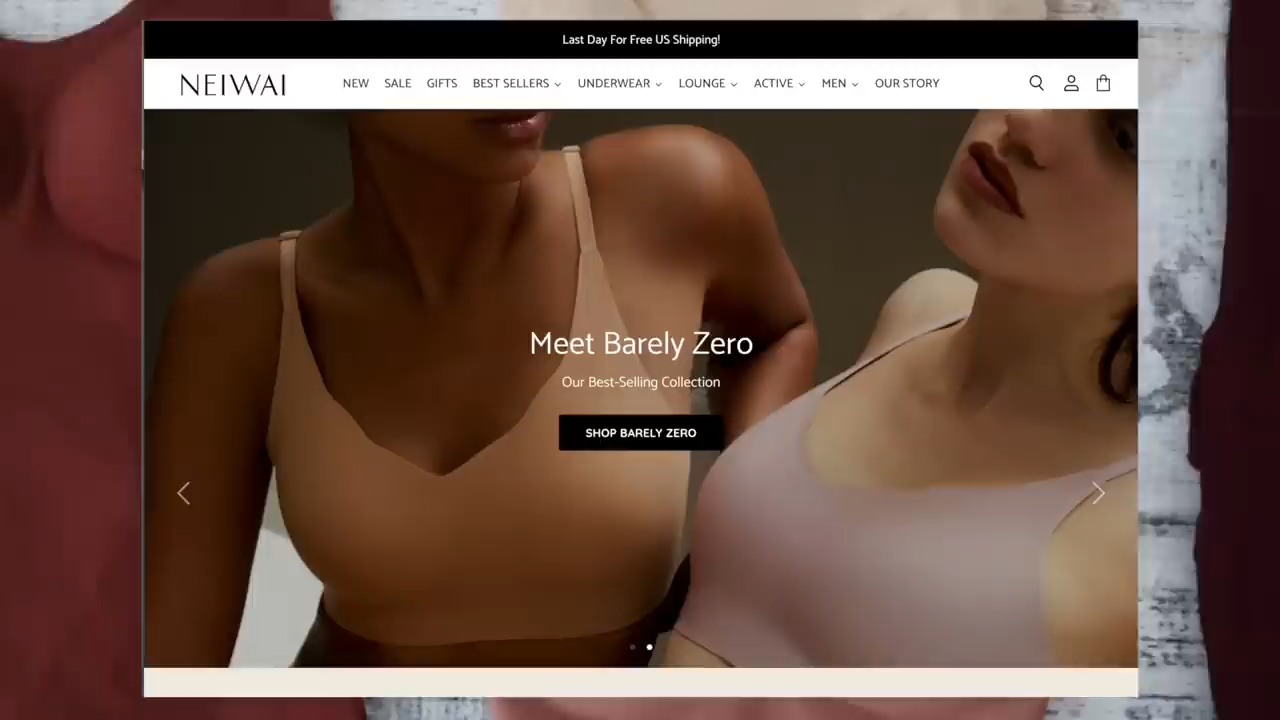 Last Day For Free US Shipping!
NEIWAI NEW SALE GIFTS BEST SELLERS UNDERWEAR LOUNGE ACTIVE MEN OUR STORY
Meet Barely Zero
Our Best-Selling Collection
SHOP BARELY ZERO